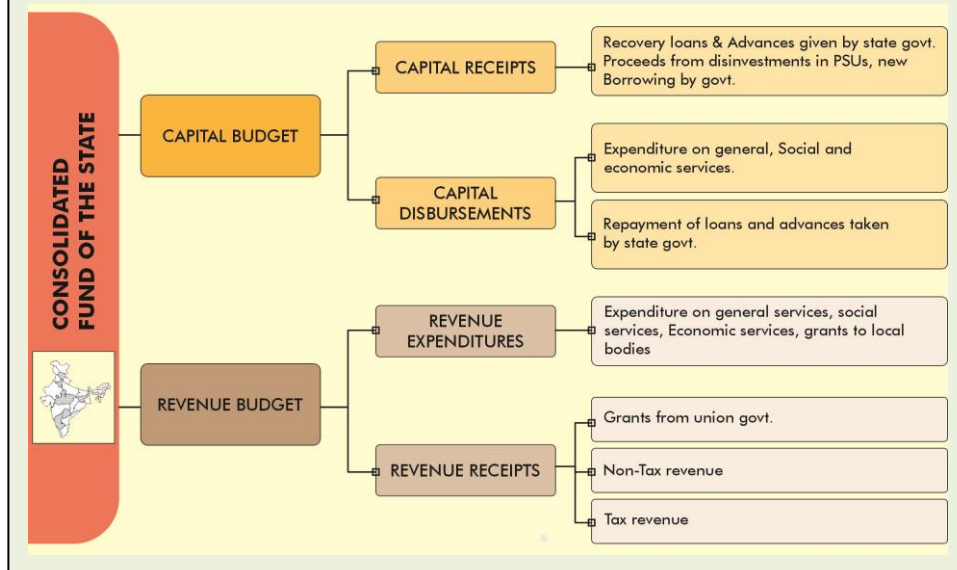 CONSOLIDATED
FUND OF THE STATE
CAPITAL BUDGET
CAPITAL RECEIPTS
Recovery loans & Advances given by state govt.
Proceeds from disinvestments in PSUs, new
Borrowing by govt.
CAPITAL
DISBURSEMENTS
Expenditure on general, Social and
economic services.
Repayment of loans and advances taken
by state govt.
REVENUE BUDGET
REVENUE
EXPENDITURES
Expenditure on general services, social
services, Economic services, grants to local
bodies
REVENUE RECEIPTS
Grants from union govt.
Non-Tax revenue
Tax revenue